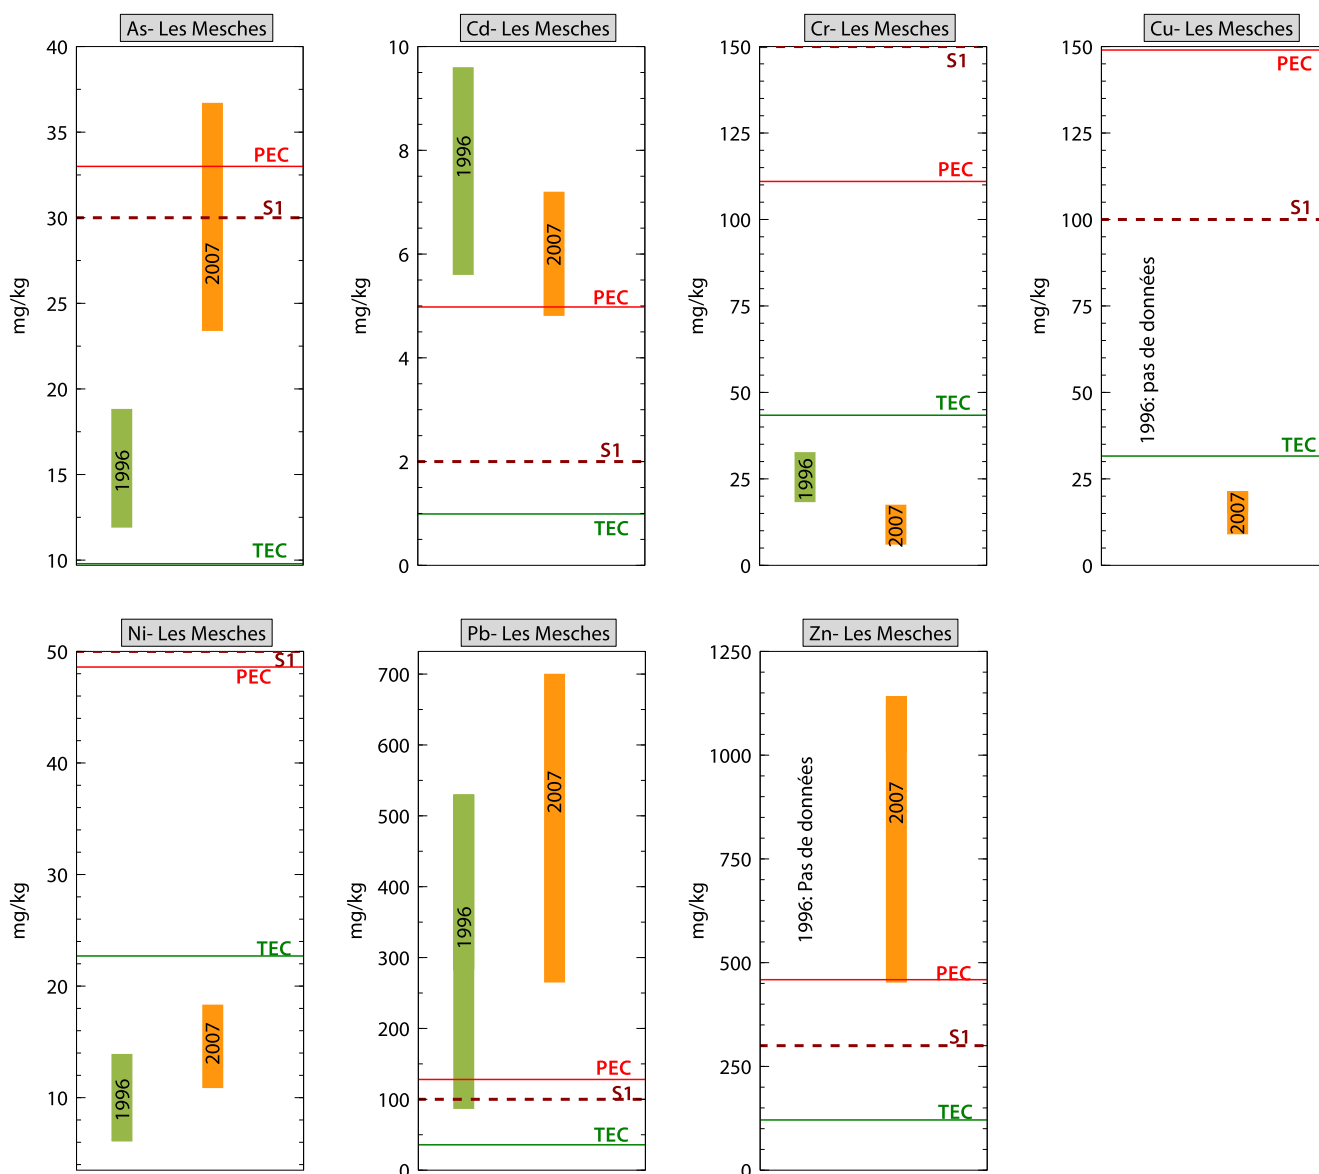 As- Les Mesches
40
35
30
25
20
15
10
mg/kg
PEC
S1
TEC
1996
2007
Cd- Les Mesches
10
8
6
4
2
0
mg/kg
1996
2007
PEC
S1
TEC
Cr- Les Mesches
150
125
100
75
50
25
0
mg/kg
S1
PEC
TEC
1996
2007
Cu- Les Mesches
150
125
100
75
50
25
0
mg/kg
PEC
S1
1996: pas de données
TEC
2007
Ni- Les Mesches
50
40
30
20
10
mg/kg
S1
PEC
TEC
1996
2007
Pb- Les Mesches
700
600
500
400
300
200
100
0
mg/kg
1996
2007
PEC
S1
TEC
Zn- Les Mesches
1250
1000
750
500
250
0
mg/kg
1996: Pas de données
2007
PEC
S1
TEC